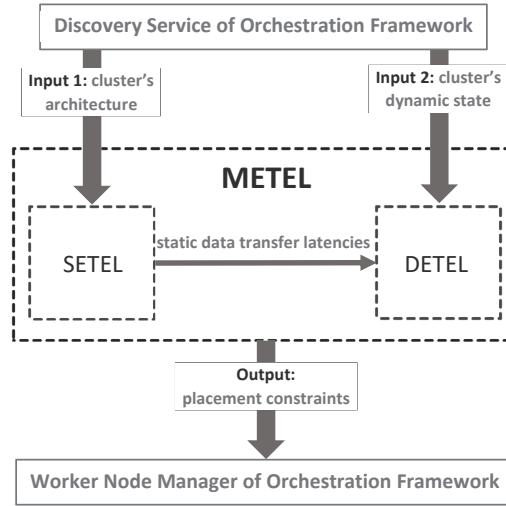 Discovery Service of Orchestration Framework
Input 1: cluster's
architecture
Input 2: cluster's
dynamic state
METEL
SETEL
static data transfer latencies
DETEL
Output:
placement constraints
Worker Node Manager of Orchestration Framework